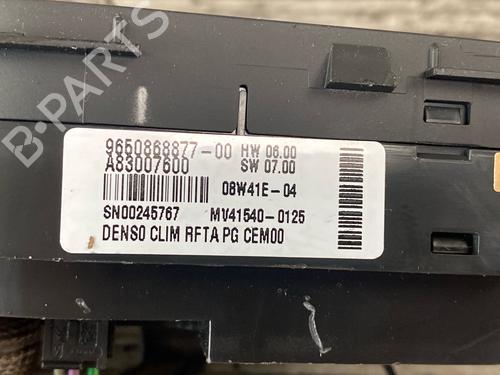 B-PARTS
9650868877-00 HW 06.00
A83007600 SW 07.00
08W41E-04
SN00245767 MV41540-0125
DENSO CLIM RFTA PG CEM00